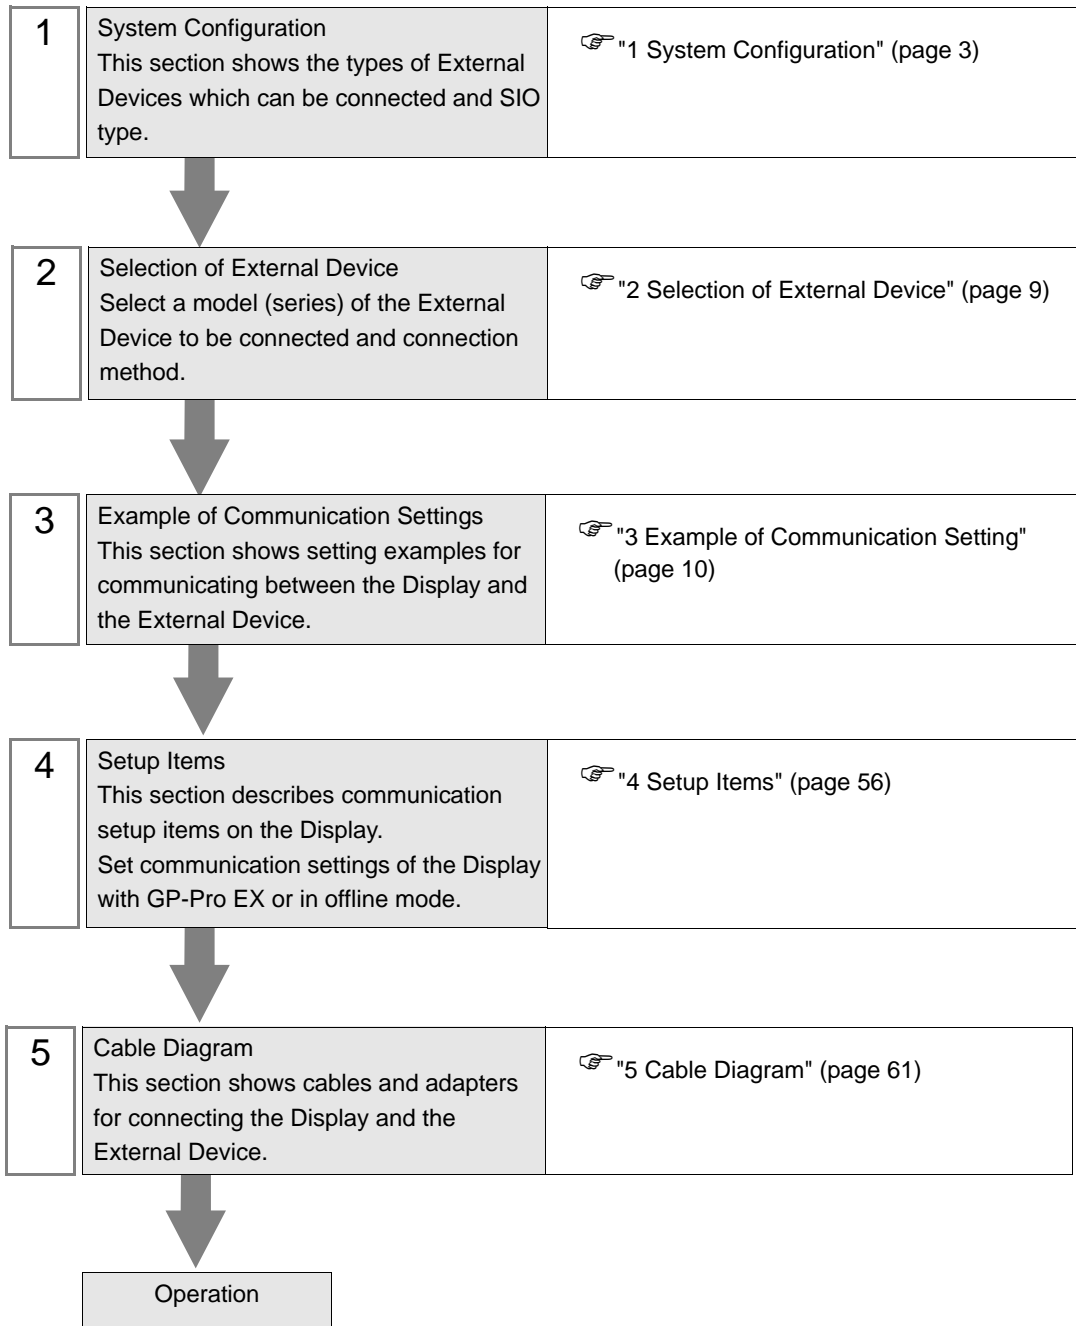 1
System Configuration
This section shows the types of External
Devices which can be connected and SIO
type.
"1 System Configuration" (page 3)
2
Selection of External Device
Select a model (series) of the External
Device to be connected and connection
method.
"2 Selection of External Device" (page 9)
3
Example of Communication Settings
This section shows setting examples for
communicating between the Display and
the External Device.
"3 Example of Communication Setting"
(page 10)
4
Setup Items
This section describes communication
setup items on the Display.
Set communication settings of the Display
with GP-Pro EX or in offline mode.
"4 Setup Items" (page 56)
5
Cable Diagram
This section shows cables and adapters
for connecting the Display and the
External Device.
"5 Cable Diagram" (page 61)
Operation